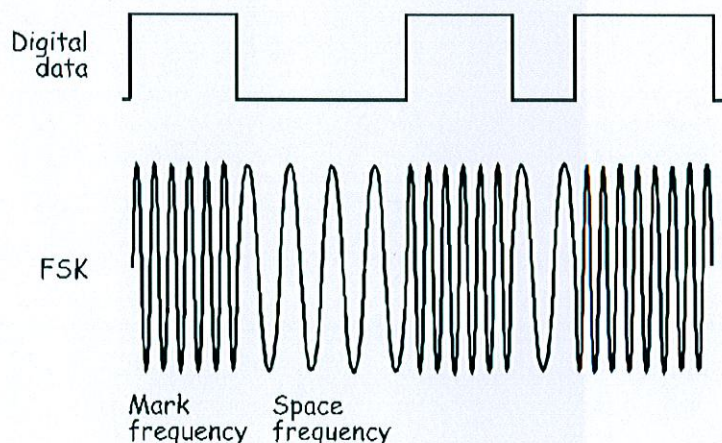 Digital
data
FSK
Mark
frequency
Space
frequency